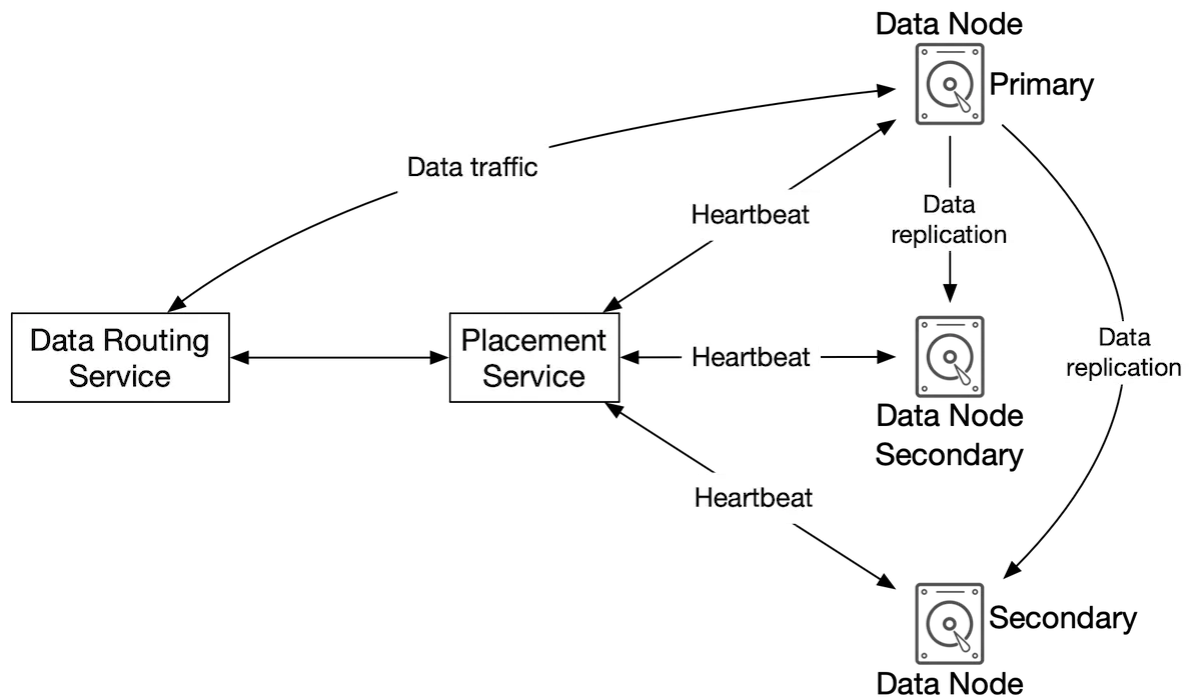 Data Node
Primary
Data traffic
Heartbeat
Data
replication
Data Routing
Service
Placement
Service
Heartbeat
Data
replication
Data Node
Secondary
Heartbeat
Secondary
Data Node